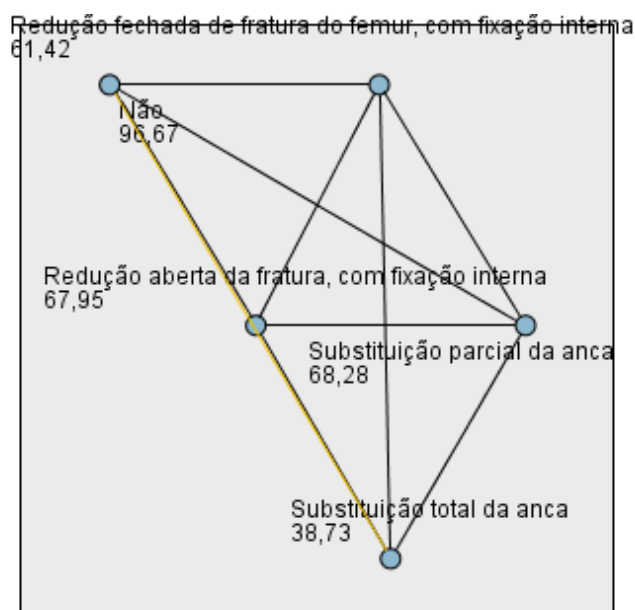 Redução fechada de fratura do femur, com fixação interna
61,42
Não
96,67
Redução aberta da fratura, com fixação interna
67,95
Substituição parcial da anca
68,28
Substituição total da anca
38,73